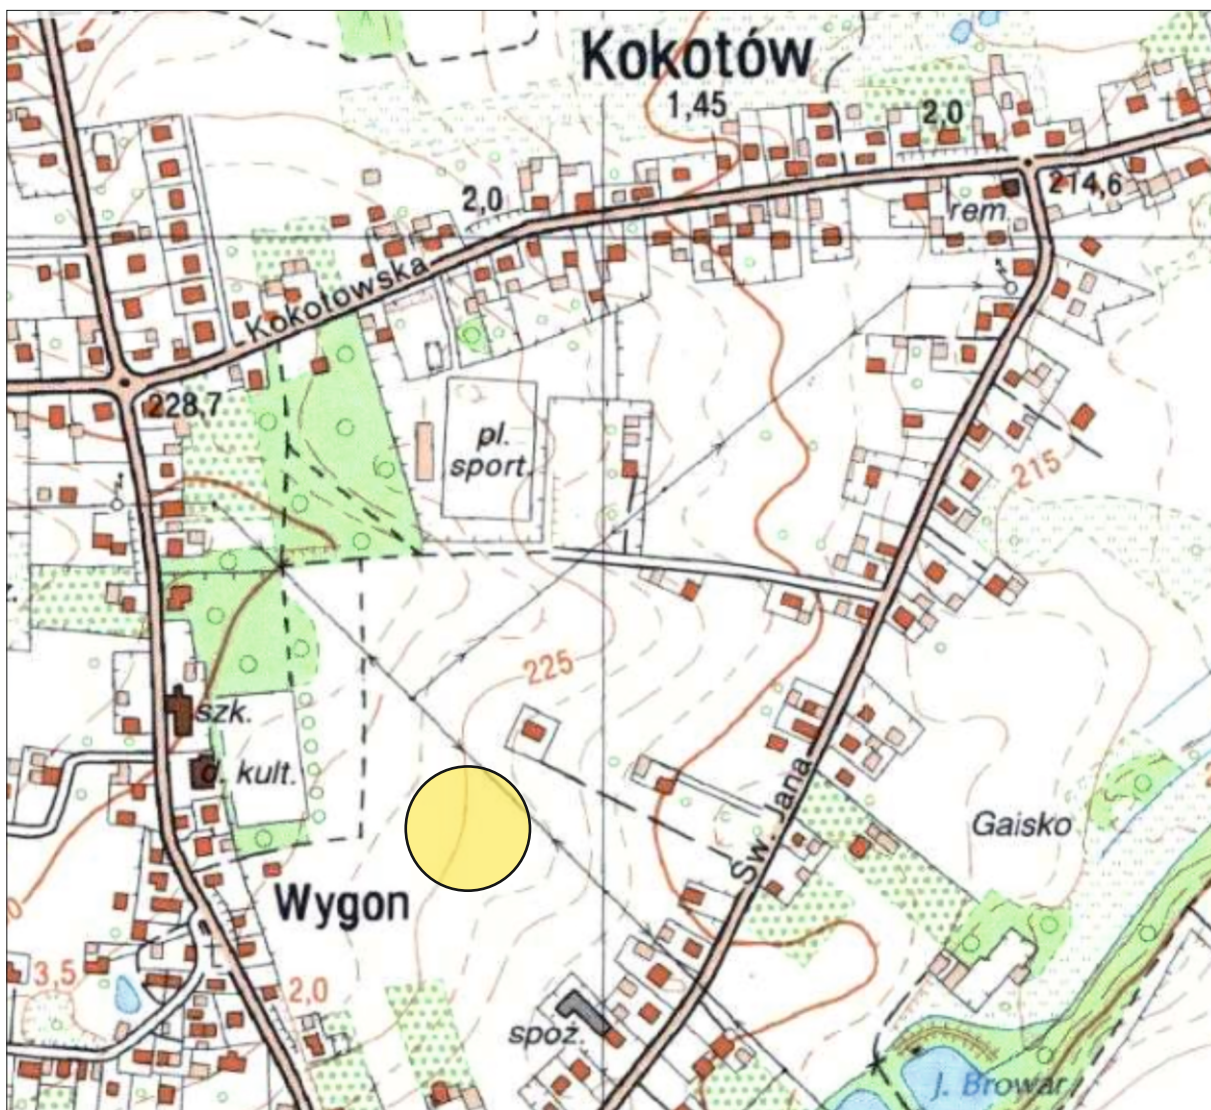 Kokotów
1,45
2,0
214,6
rem.
2,0
Kokotowska
228,7
pl.
sport.
215
225
szk.
d. kult.
Św. Jana
Gaisko
Wygon
3,5
2,0
spoż.
J. Browar